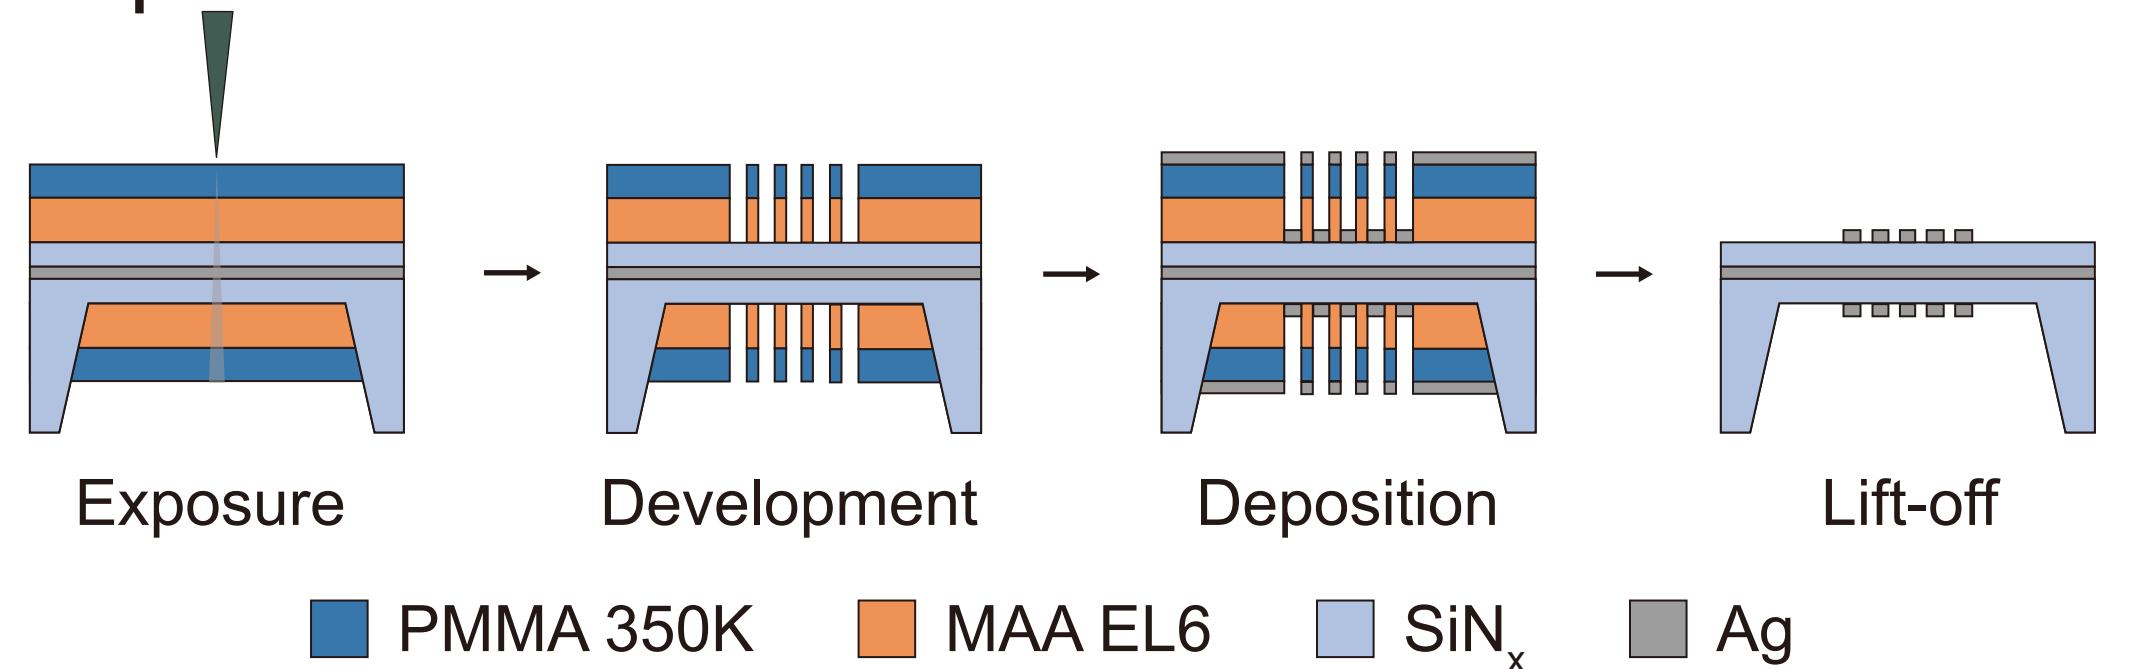 Exposure
Development
Deposition
Lift-off
PMMA 350K
MAA EL6
SiNx
Ag